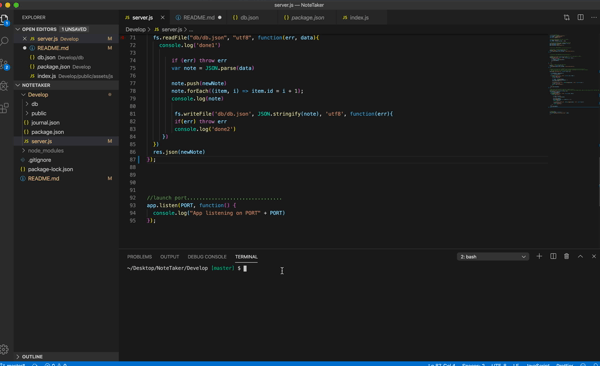 server.js — NoteTaker
EXPLORER
OPEN EDITORS 1 UNSAVED
server.js Develop M
README.md M
db.json Develop/db
package.json Develop
index.js Develop/public/assets/js
NOTETAKER
Develop
db
public
journal.json
package.json
server.js M
node_modules
.gitignore
package-lock.json
README.md M
OUTLINE
server.js
README.md
db.json
package.json
index.js
Develop > server.js > ...
71 fs.readFile("db/db.json", "utf8", function(err, data){
72 console.log('done1')
73
74 if (err) throw err
75 var note = JSON.parse(data)
76
77 note.push(newNote)
78 note.forEach((item, i) => item.id = i + 1);
79 console.log(note)
80
81 fs.writeFile('db/db.json', JSON.stringify(note), 'utf8', function(err){
82 if(err) throw err
83 console.log('done2')
84 })
85 })
86 res.json(newNote)
87 });
88
89
90
91
92 //launch port..............................
93 app.listen(PORT, function() {
94 console.log("App listening on PORT" + PORT)
95 });
PROBLEMS OUTPUT DEBUG CONSOLE TERMINAL
2: bash
~/Desktop/NoteTaker/Develop [master] $